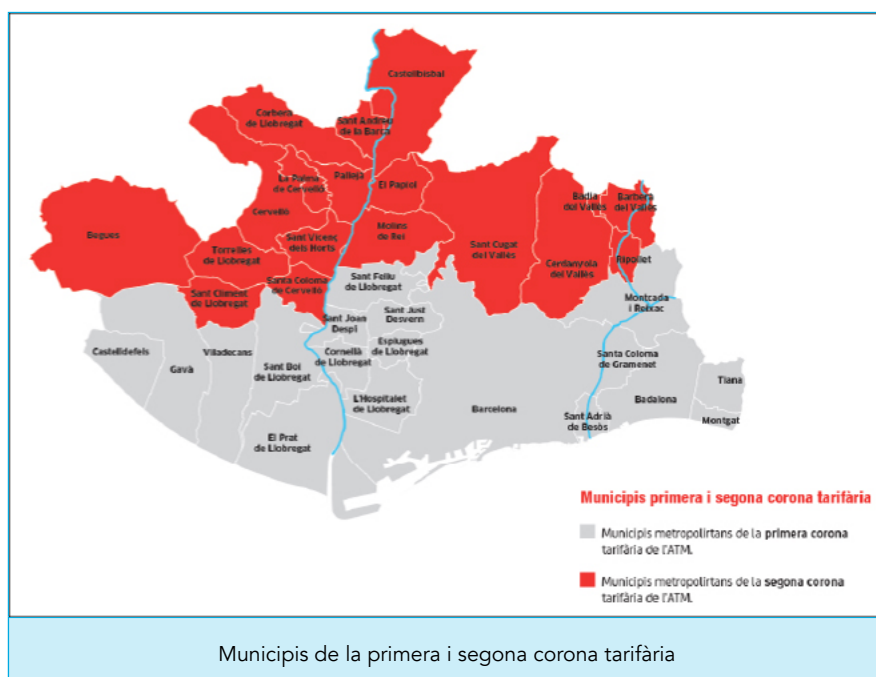 Castellbisbal
Corbera
de Llobregat
Sant Andreu
de la Barca
La Palma
de Cervelló
Pallejà
El Papiol
Cervelló
Begues
Torrelles
de Llobregat
Sant Vicenç
dels Horts
Molins
de Rei
Sant Cugat
del Vallès
Badia
del Vallès
Barberà
del Vallès
Cerdanyola
del Vallès
Ripollet
Sant Climent
de Llobregat
Santa Coloma
de Cervelló
Sant Feliu
de Llobregat
Montcada
i Reixac
Sant Joan
Despí
Sant Just
Desvern
Castelldefels
Gavà
Viladecans
Sant Boi
de Llobregat
Cornellà
de Llobregat
Esplugues
de Llobregat
Santa Coloma
de Gramenet
L'Hospitalet
de Llobregat
Barcelona
Badalona
Tiana
Montgat
Sant Adrià
de Besòs
El Prat
de Llobregat
Municipis primera i segona corona tarifària
Municipis metropolirtans de la primera corona
tarifària de l'ATM.
Municipis metropolirtans de la segona corona
tarifària de l'ATM.
Municipis de la primera i segona corona tarifària